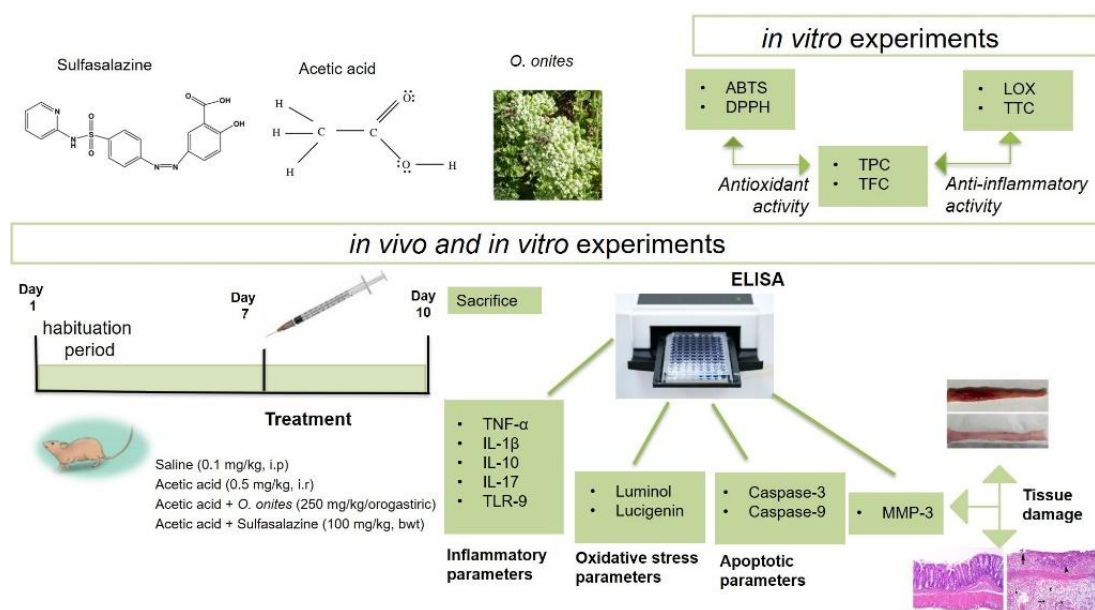 in vitro experiments
Sulfasalazine
Acetic acid
O. onites
N
NH
S
O
O
N
N
O
OH
OH
H
H
H
C
C
O:
:O
H
• ABTS
• DPPH
• LOX
• TTC
• TPC
• TFC
Antioxidant
activity
Anti-inflammatory
activity
in vivo and in vitro experiments
Day
1
Day
7
Day
10
Sacrifice
ELISA
habituation
period
Treatment
Saline (0.1 mg/kg, i.p)
Acetic acid (0.5 mg/kg, i.r)
Acetic acid + O. onites (250 mg/kg/orogastiric)
Acetic acid + Sulfasalazine (100 mg/kg, bwt)
• TNF-α
• IL-1β
• IL-10
• IL-17
• TLR-9
Inflammatory
parameters
• Luminol
• Lucigenin
Oxidative stress
parameters
• Caspase-3
• Caspase-9
Apoptotic
parameters
• MMP-3
Tissue
damage